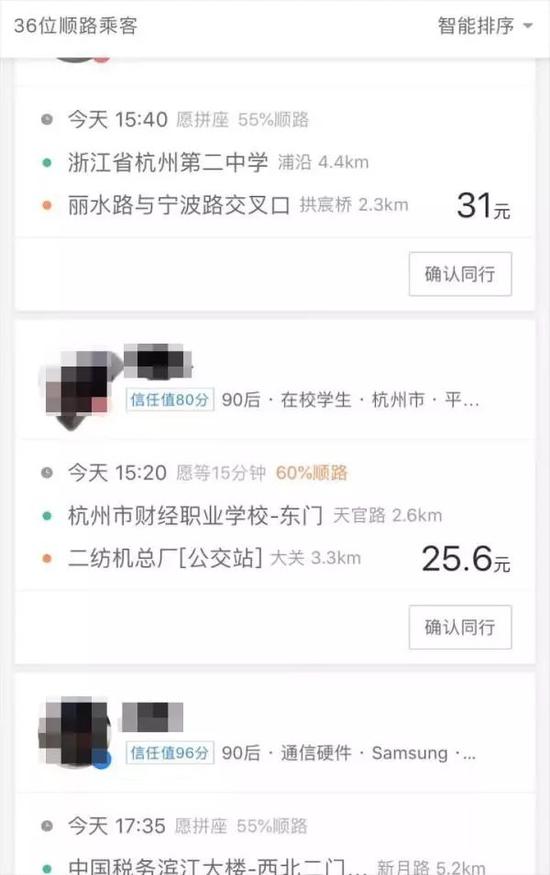 36位顺路乘客 智能排序
今天 15:40 愿拼座 55%顺路
浙江省杭州第二中学 浦沿 4.4km
丽水路与宁波路交叉口 拱宸桥 2.3km 31元
确认同行
信任值80分 90后 · 在校学生 · 杭州市 · 平...
今天 15:20 愿等15分钟 60%顺路
杭州市财经职业学校-东门 天官路 2.6km
二纺机总厂[公交站] 大关 3.3km 25.6元
确认同行
信任值96分 90后 · 通信硬件 · Samsung ·...
今天 17:35 愿拼座 55%顺路
中国税务滨江大楼-西北二门... 新月路 5.2km